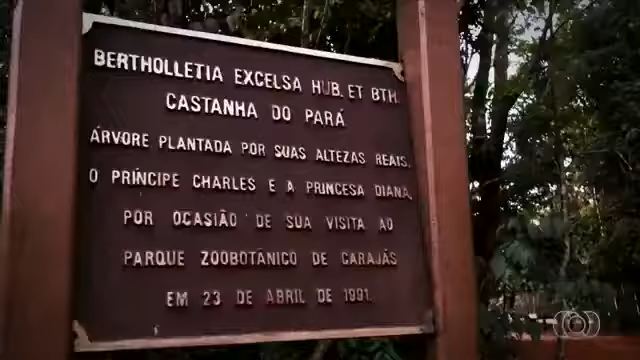 BERTHOLLETIA EXCELSA HUB. ET BTH.
CASTANHA DO PARÁ
ÁRVORE PLANTADA POR SUAS ALTEZAS REAIS,
O PRÍNCIPE CHARLES E A PRINCESA DIANA,
POR OCASIÃO DE SUA VISITA AO
PARQUE ZOOBOTÂNICO DE CARAJÁS
EM 23 DE ABRIL DE 1991.